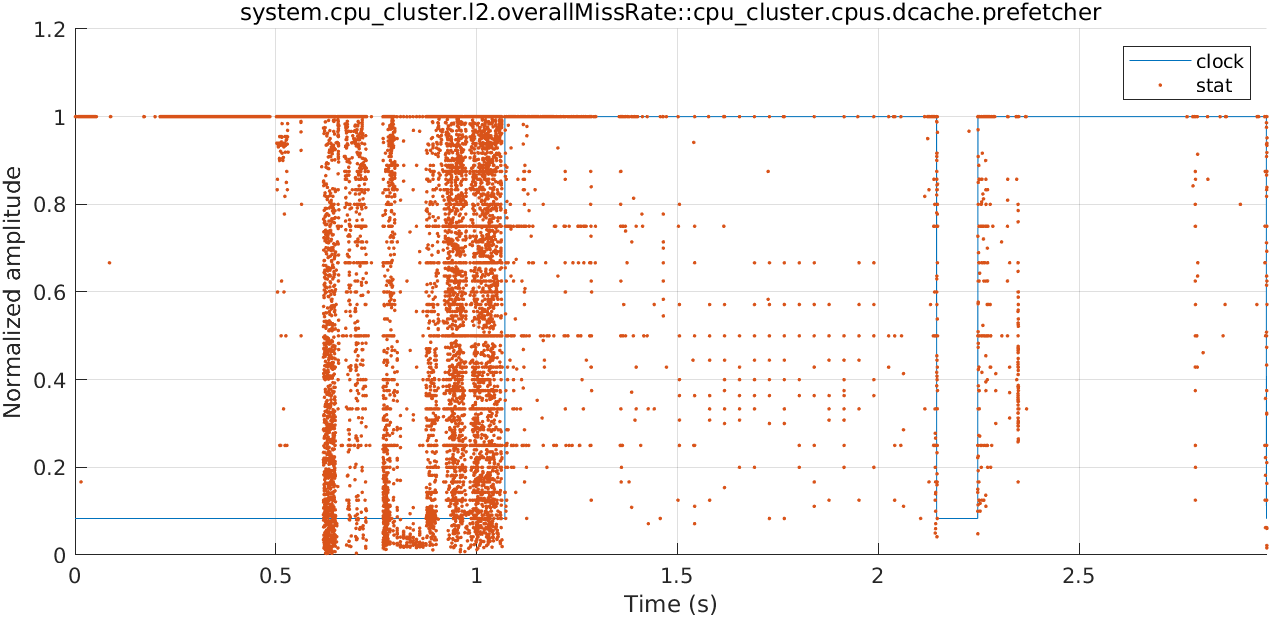 system.cpu_cluster.l2.overallMissRate::cpu_cluster.cpus.dcache.prefetcher
1.2
1
0.8
0.6
0.4
0.2
0
Normalized amplitude
clock
stat
0
0.5
1
1.5
2
2.5
Time (s)